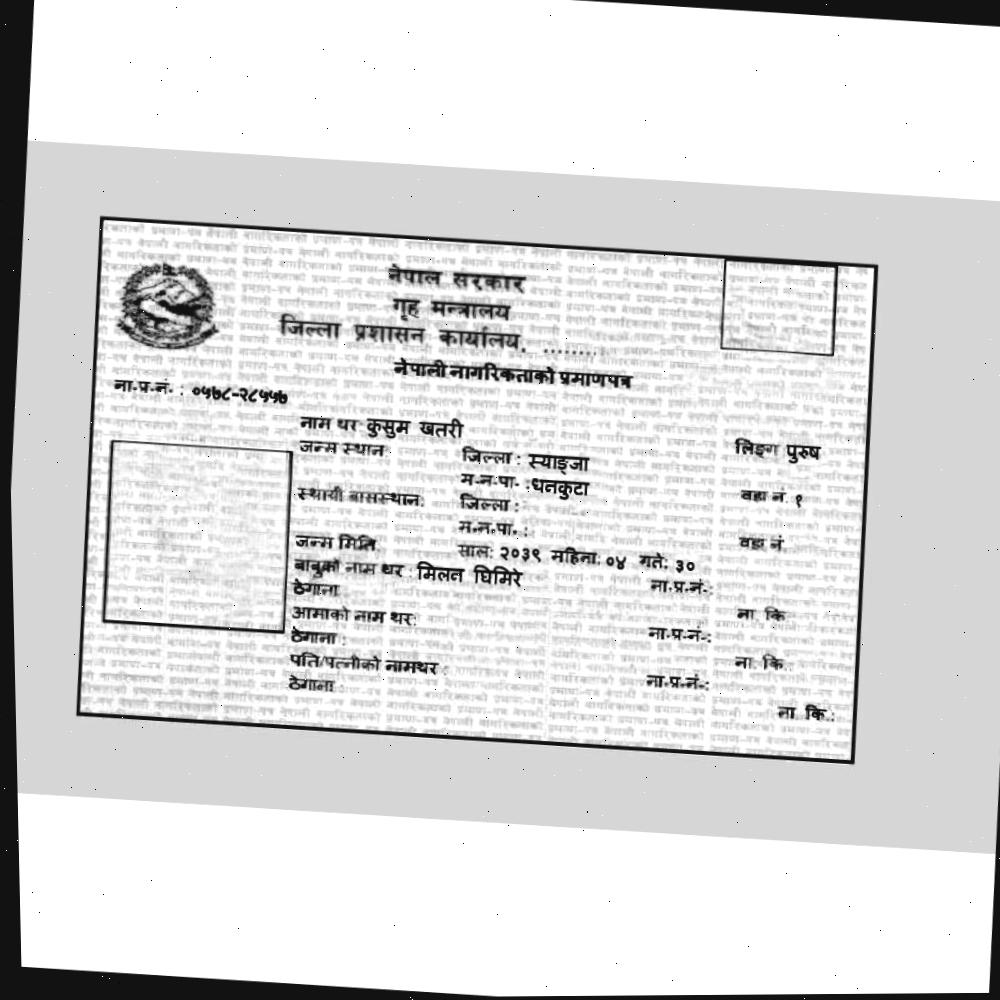 नेपाल सरकार
गृह मन्त्रालय
जिल्ला प्रशासन कार्यालय. ........
नेपाली नागरिकताको प्रमाणपत्र
ना.प्र.नं. : ०५७८-२८५५७
नाम थर: कुसुम खतरी लिङ्ग पुरुष
जन्म स्थान: जिल्ला : स्याङ्जा
म.न.पा. :धनकुटा वडा नं. १
स्थायी बासस्थान: जिल्ला :
म.न.पा. : वडा नं
जन्म मिति साल: २०३९ महिना: ०४ गते: ३०
बाबुको नाम थर : मिलन घिमिरे ना.प्र.नं.:
ठेगाना ना. कि
आमाको नाम थर: ना.प्र.नं.:
ठेगाना : ना. कि.:
पति/पत्नीको नामथर : ना.प्र.नं.:
ठेगाना : ना. कि.: